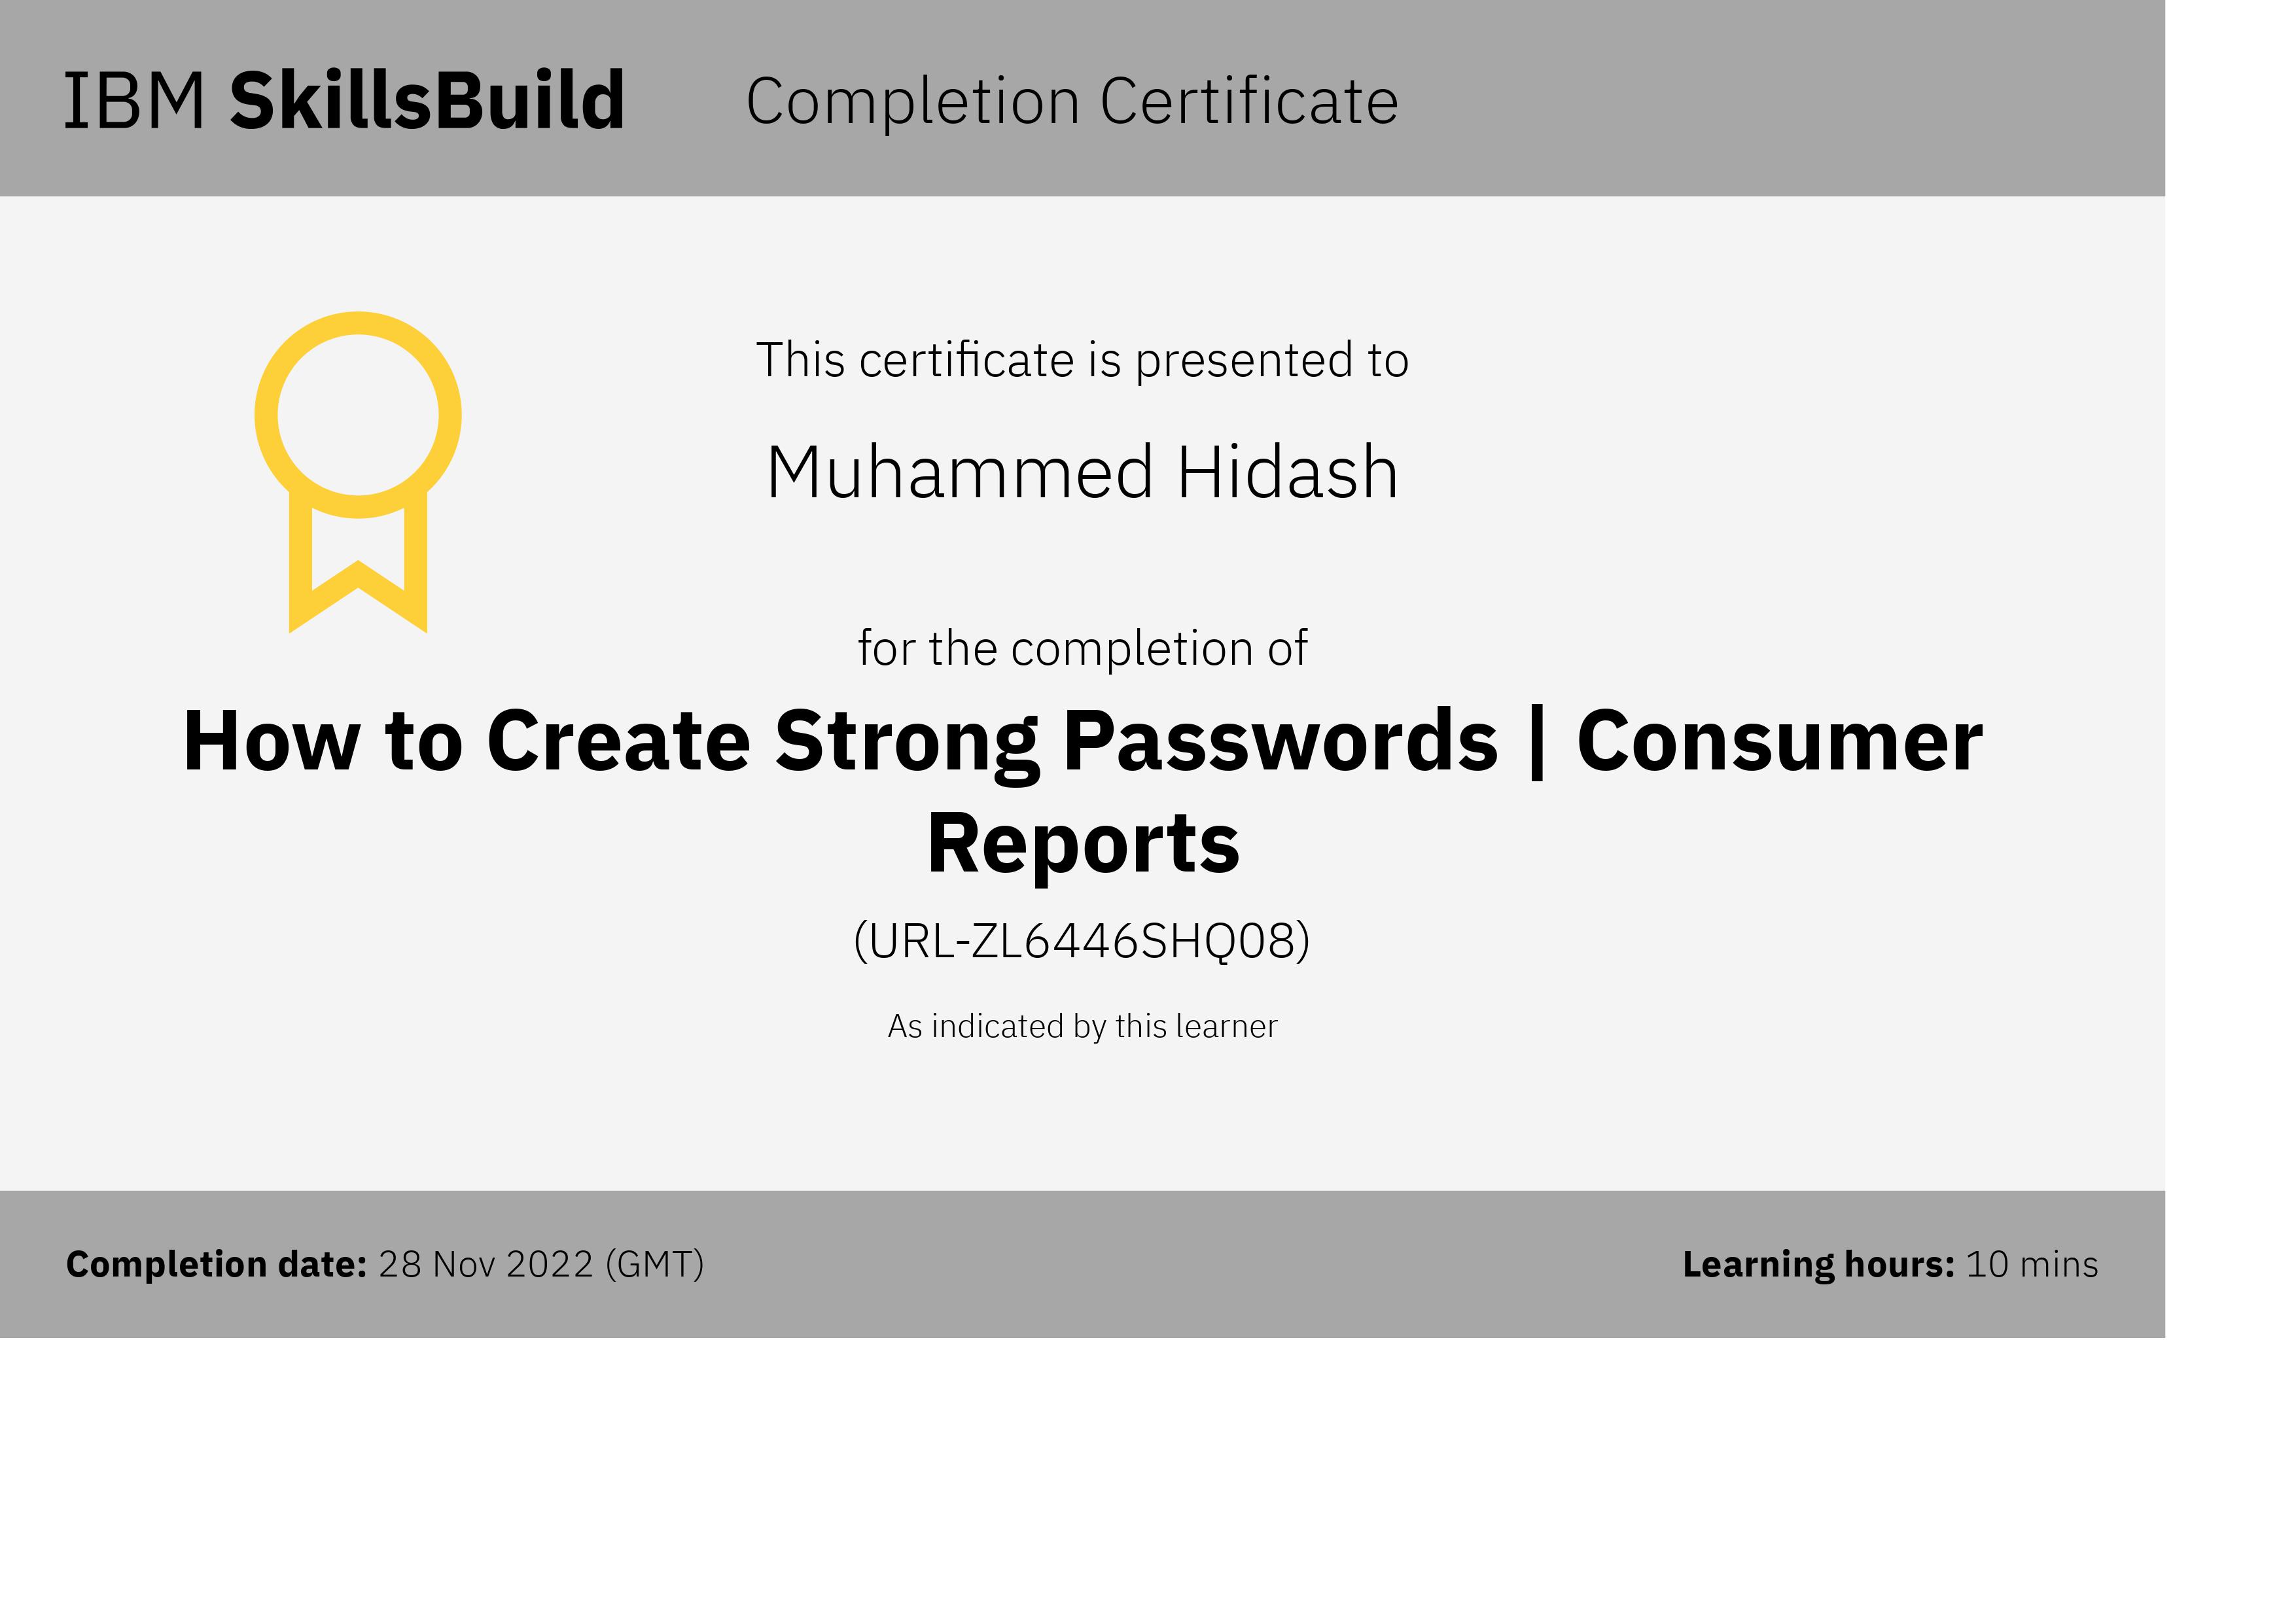 IBM SkillsBuild Completion Certificate
This certificate is presented to
Muhammed Hidash
for the completion of
How to Create Strong Passwords | Consumer
Reports
(URL-ZL6446SHQ08)
As indicated by this learner
Completion date: 28 Nov 2022 (GMT) Learning hours: 10 mins